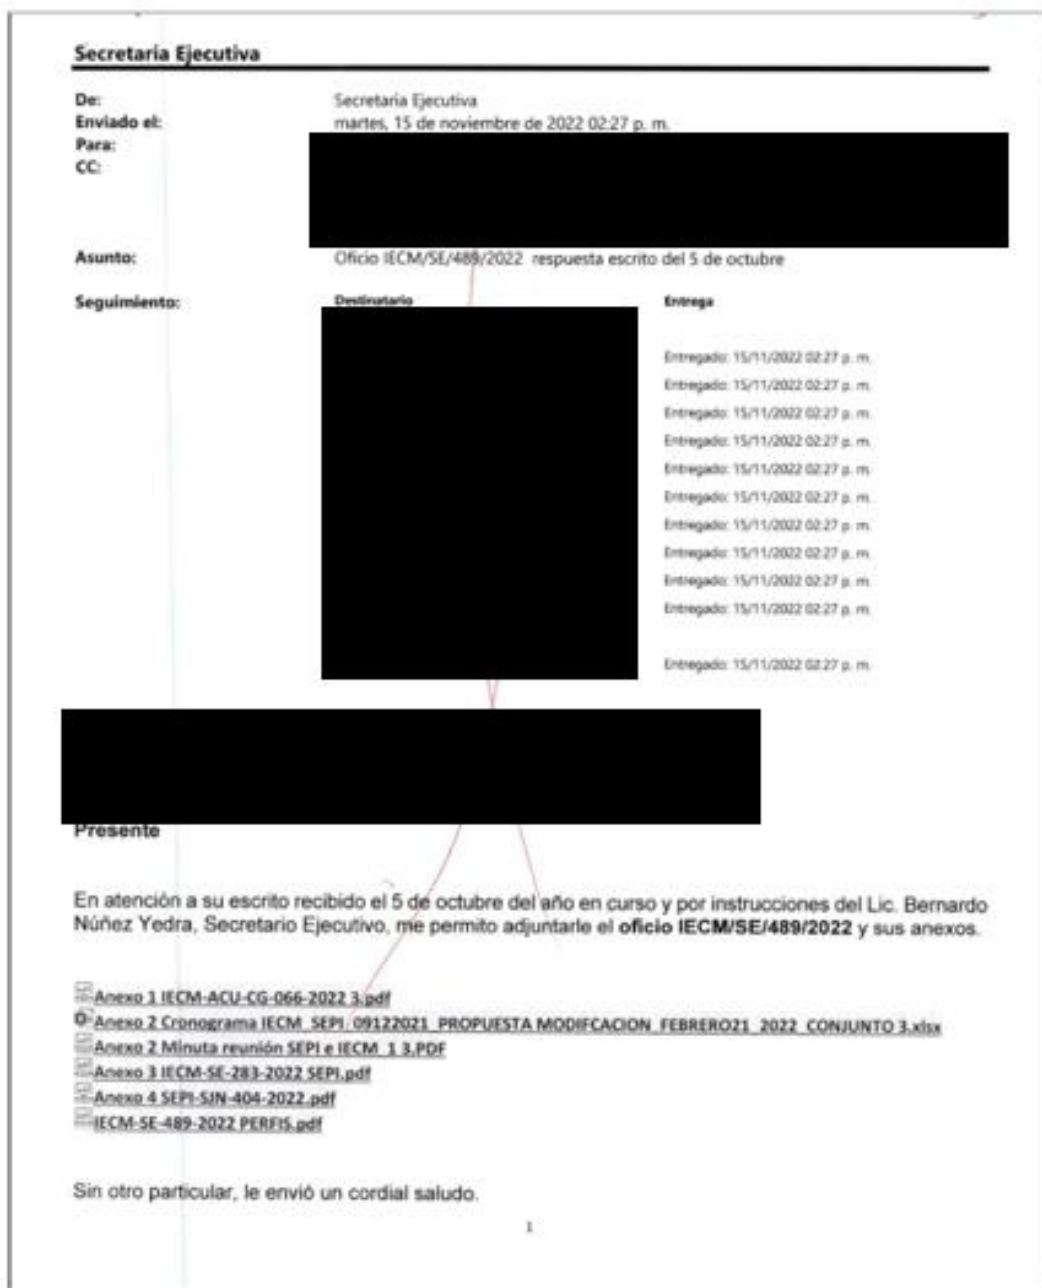 Secretaria Ejecutiva
De: Secretaria Ejecutiva
Enviado el: martes, 15 de noviembre de 2022 02:27 p. m.
Para:
CC:
Asunto: Oficio IECM/SE/489/2022 respuesta escrito del 5 de octubre
Seguimiento: Destinatario Entrega
Entregado: 15/11/2022 02:27 p. m.
Entregado: 15/11/2022 02:27 p. m.
Entregado: 15/11/2022 02:27 p. m.
Entregado: 15/11/2022 02:27 p. m.
Entregado: 15/11/2022 02:27 p. m.
Entregado: 15/11/2022 02:27 p. m.
Entregado: 15/11/2022 02:27 p. m.
Entregado: 15/11/2022 02:27 p. m.
Entregado: 15/11/2022 02:27 p. m.
Entregado: 15/11/2022 02:27 p. m.
Entregado: 15/11/2022 02:27 p. m.
Presente
En atención a su escrito recibido el 5 de octubre del año en curso y por instrucciones del Lic. Bernardo
Núñez Yedra, Secretario Ejecutivo, me permito adjuntarle el oficio IECM/SE/489/2022 y sus anexos.
Anexo 1 IECM-ACU-CG-066-2022 3.pdf
Anexo 2 Cronograma IECM_SEPI_09122021_PROPUESTA MODIFCACION_FEBRERO21_2022_CONJUNTO 3.xlsx
Anexo 2 Minuta reunión SEPI e IECM_1 3.PDF
Anexo 3 IECM-SE-283-2022 SEPI.pdf
Anexo 4 SEPI-SJN-404-2022.pdf
IECM-SE-489-2022 PERFIS.pdf
Sin otro particular, le envió un cordial saludo.
1